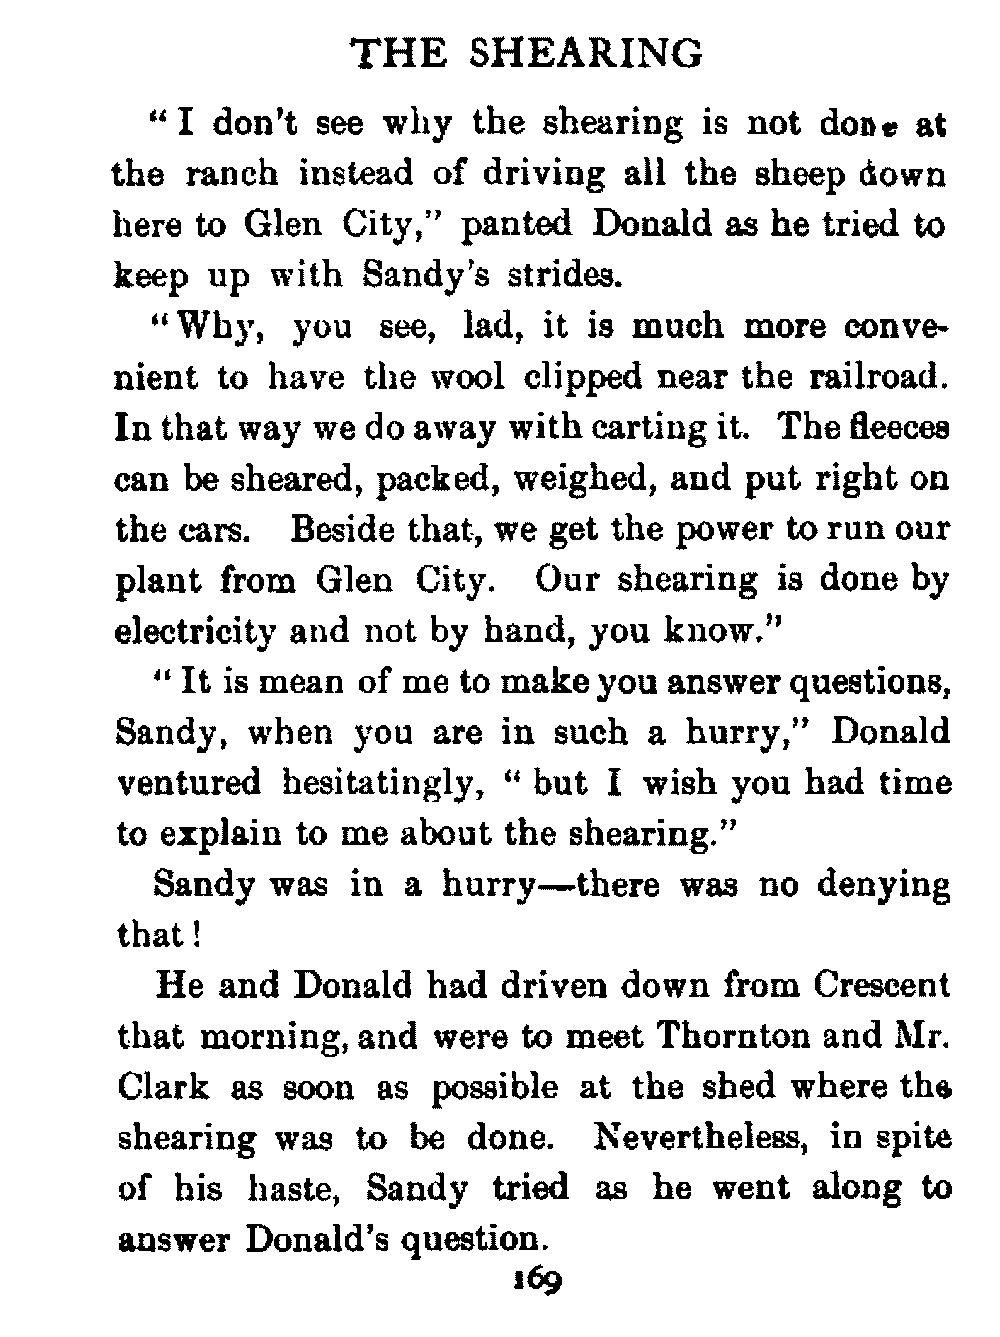 THE SHEARING
“I don't see why the shearing is not done at
the ranch instead of driving all the sheep down
here to Glen City,” panted Donald as he tried to
keep up with Sandy's strides.
“Why, you see, lad, it is much more conve-
nient to have the wool clipped near the railroad.
In that way we do away with carting it. The fleeces
can be sheared, packed, weighed, and put right on
the cars. Beside that, we get the power to run our
plant from Glen City. Our shearing is done by
electricity and not by hand, you know.”
“It is mean of me to make you answer questions,
Sandy, when you are in such a hurry,” Donald
ventured hesitatingly, “but I wish you had time
to explain to me about the shearing.”
Sandy was in a hurry—there was no denying
that!
He and Donald had driven down from Crescent
that morning, and were to meet Thornton and Mr.
Clark as soon as possible at the shed where the
shearing was to be done. Nevertheless, in spite
of his haste, Sandy tried as he went along to
answer Donald's question.
169